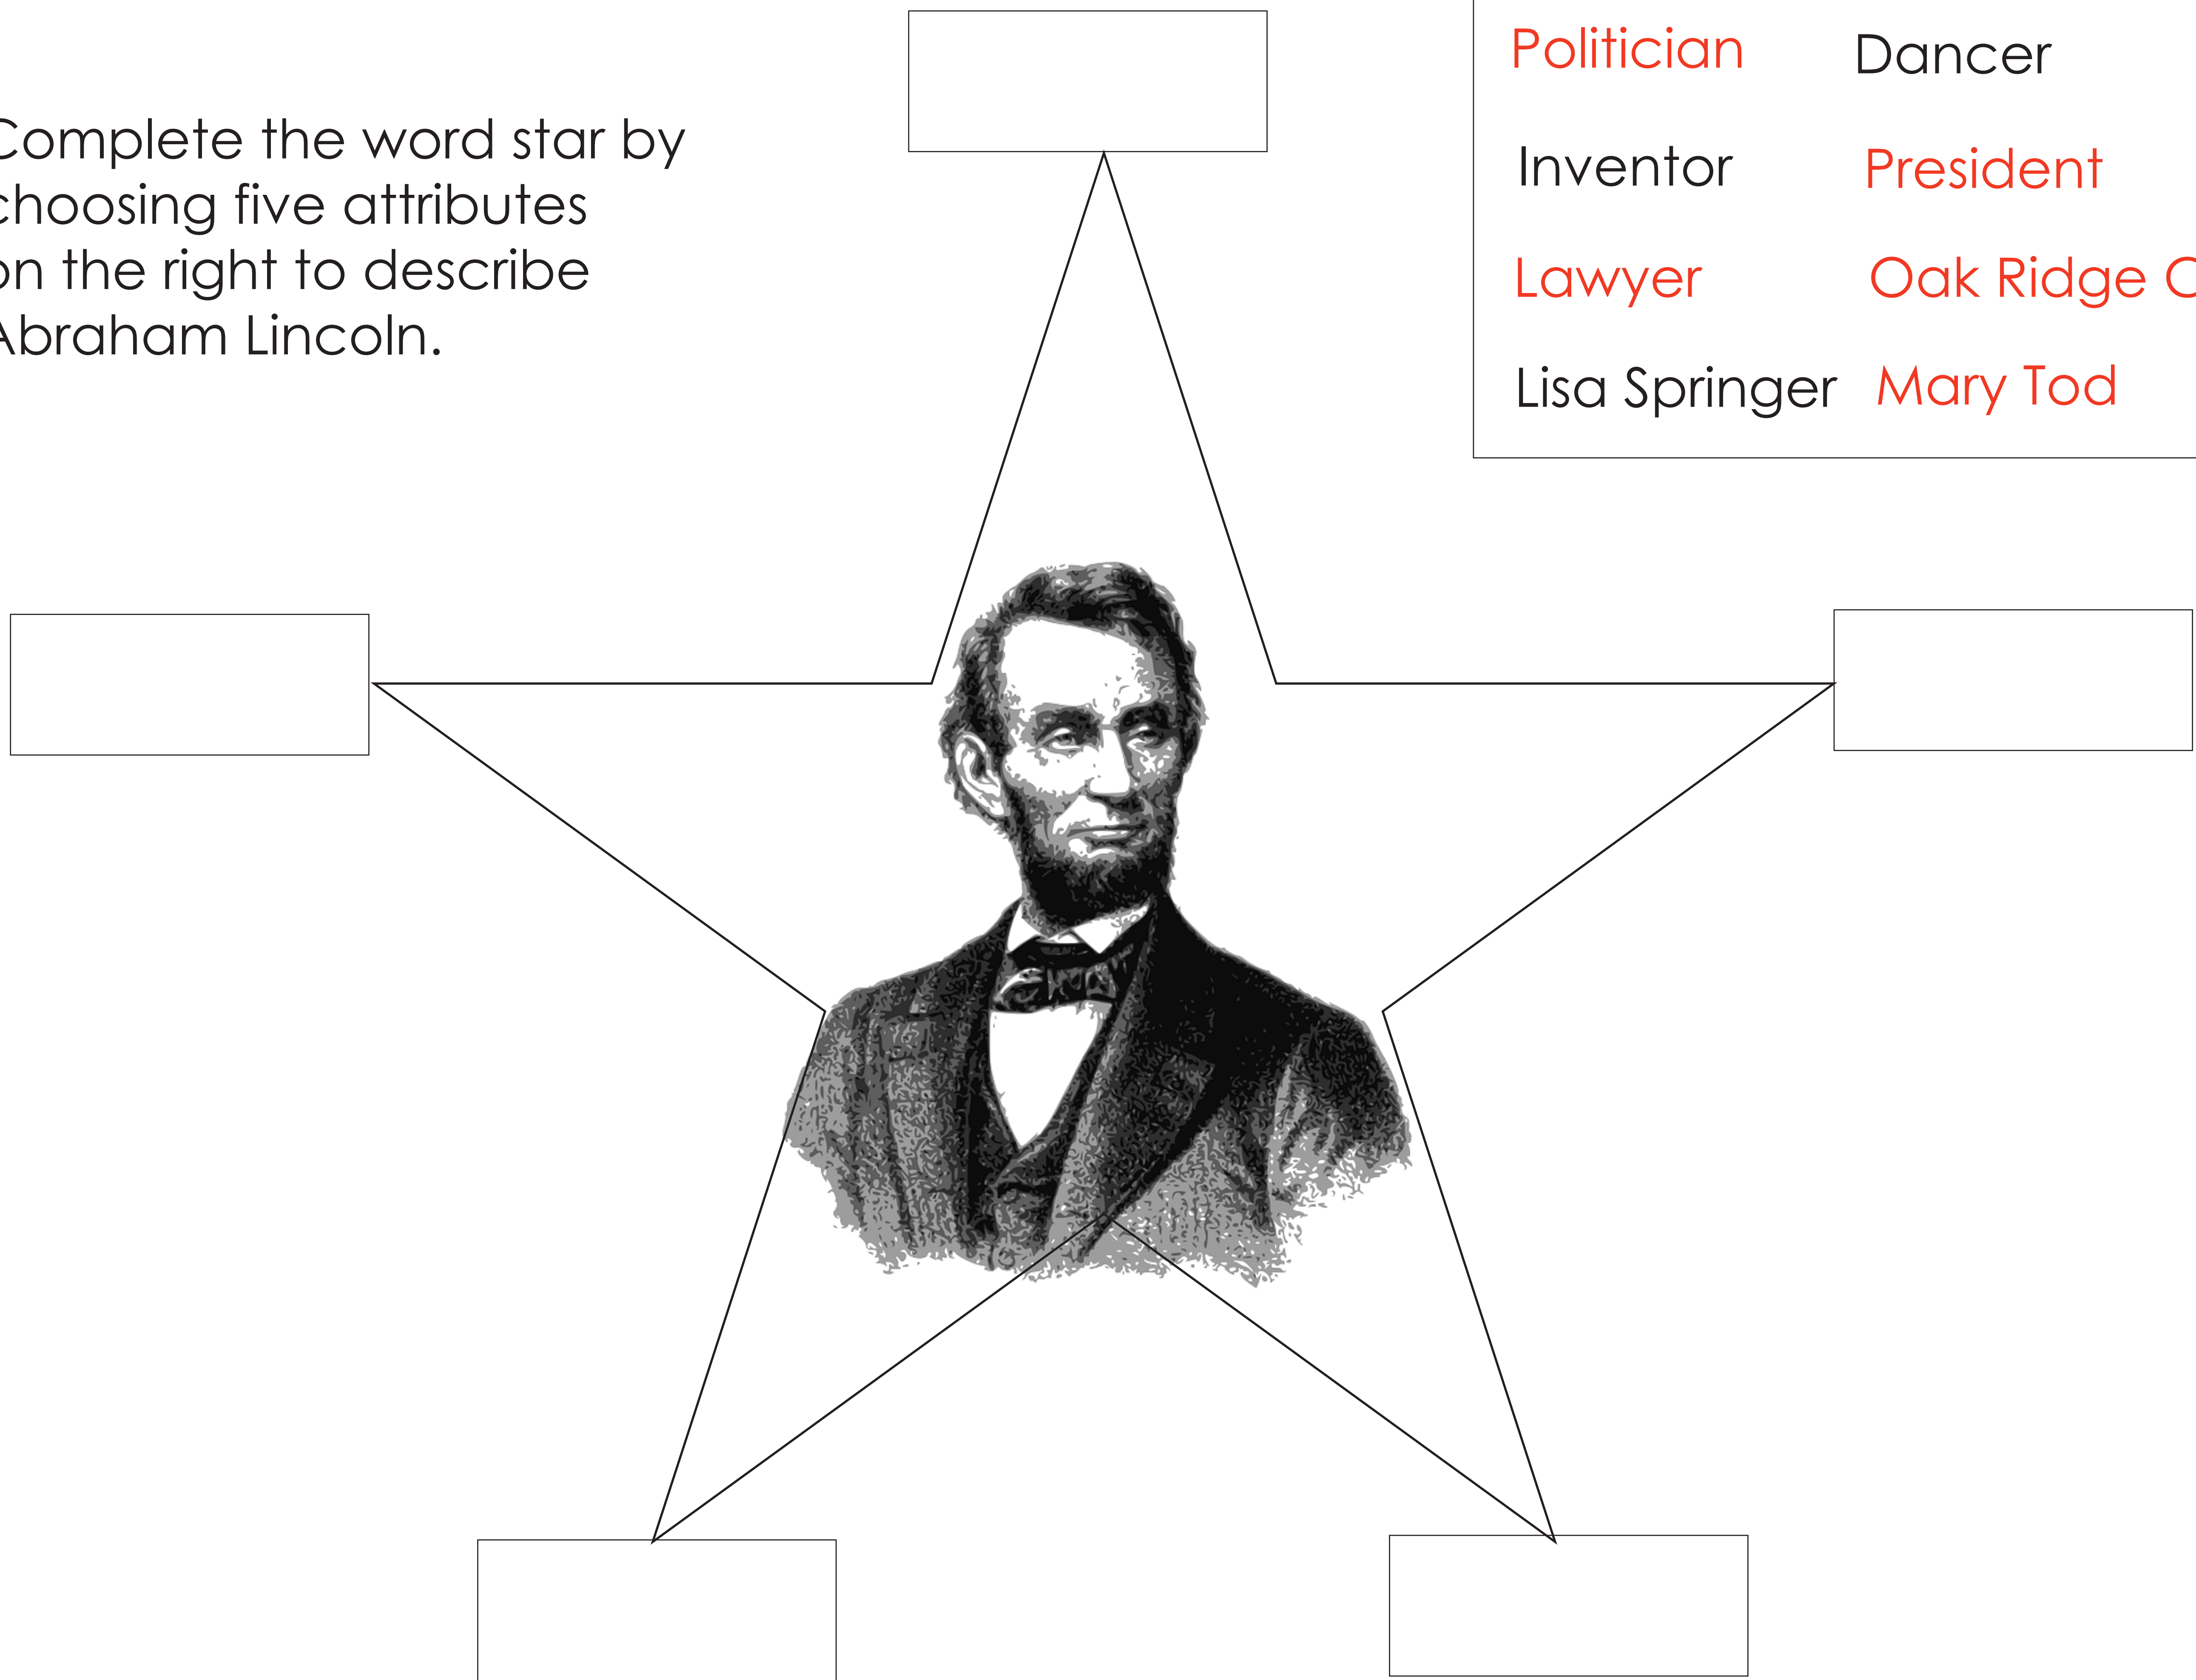 Complete the word star by
choosing five attributes
on the right to describe
Abraham Lincoln.
Politician Dancer
Inventor President
Lawyer Oak Ridge
Lisa Springer Mary Tod